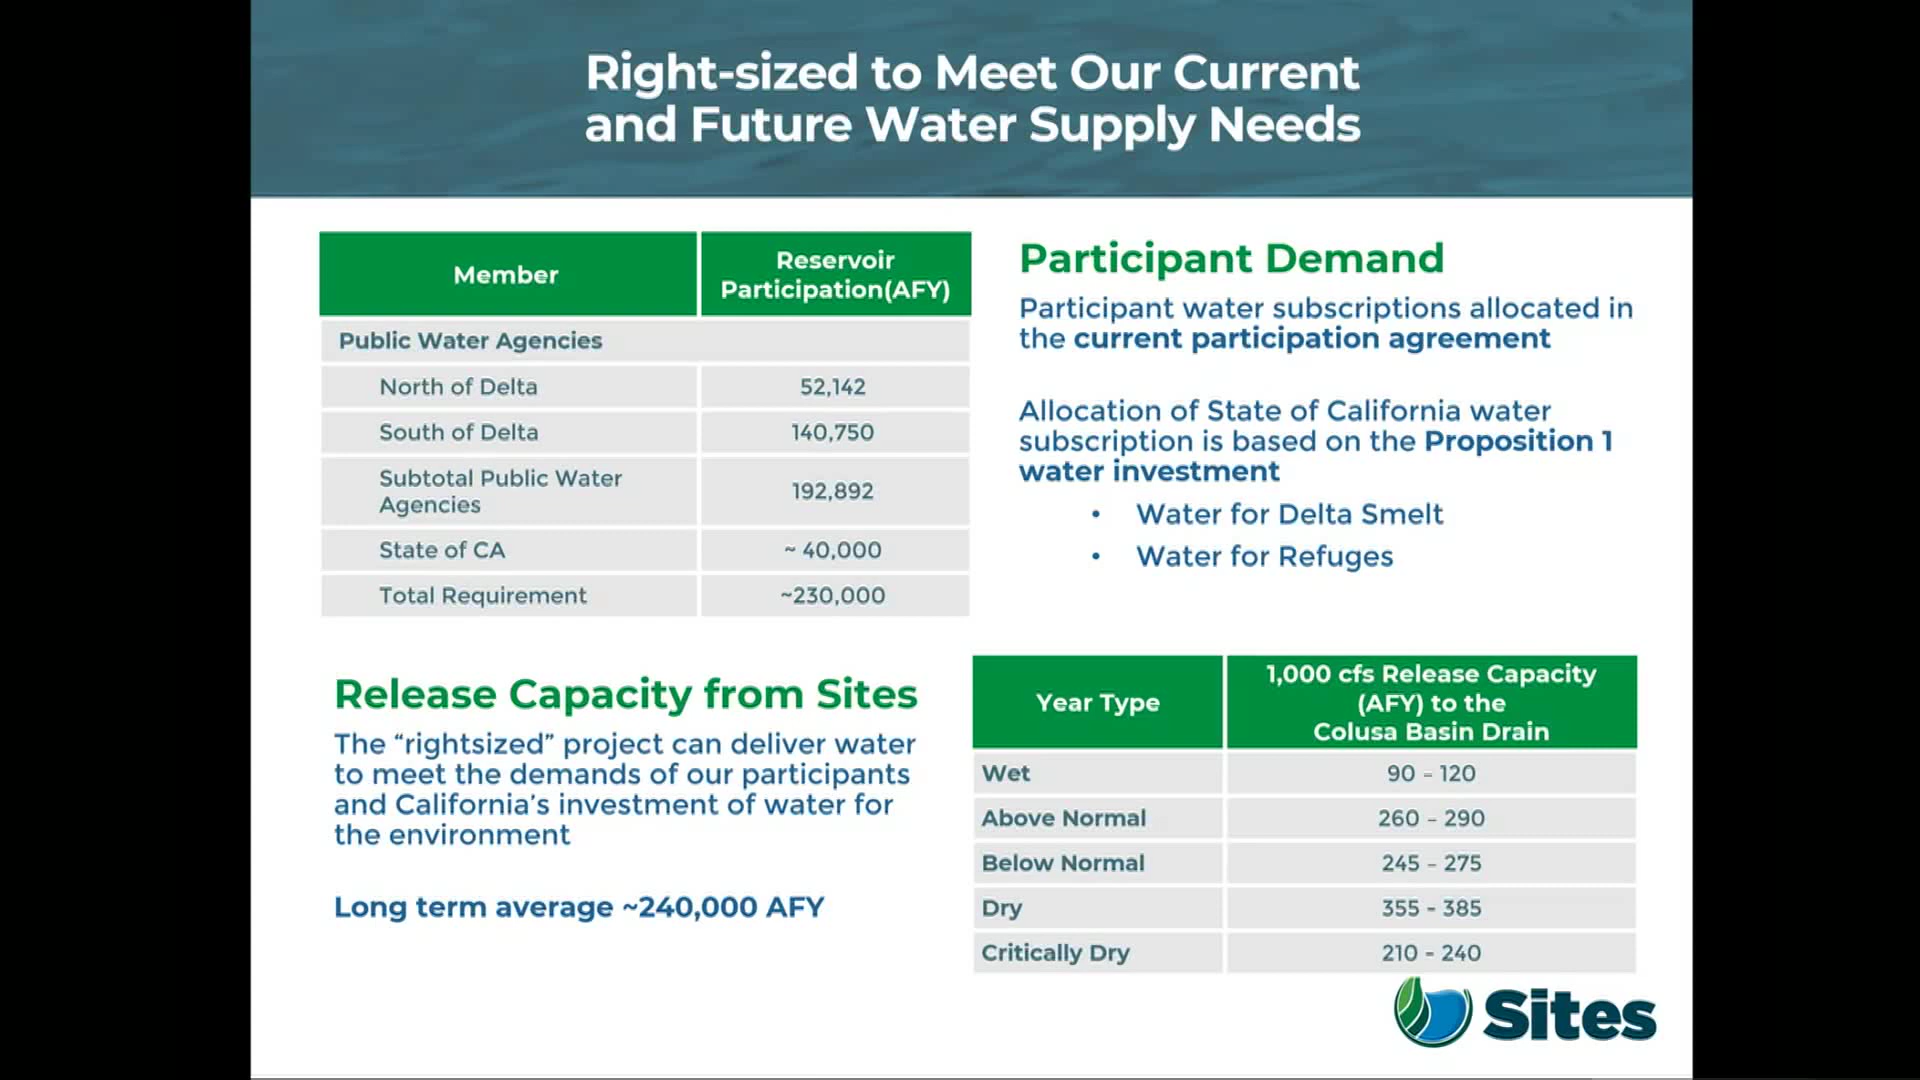 Right-sized to Meet Our Current
and Future Water Supply Needs
Member
Reservoir
Participation(AFY)
Public Water Agencies
North of Delta
52,142
South of Delta
140,750
Subtotal Public Water
Agencies
192,892
State of CA
~ 40,000
Total Requirement
~230,000
Participant Demand
Participant water subscriptions allocated in
the current participation agreement
Allocation of State of California water
subscription is based on the Proposition 1
water investment
• Water for Delta Smelt
• Water for Refuges
Release Capacity from Sites
The “rightsized” project can deliver water
to meet the demands of our participants
and California’s investment of water for
the environment
Long term average ~240,000 AFY
Year Type
1,000 cfs Release Capacity
(AFY) to the
Colusa Basin Drain
Wet
90 – 120
Above Normal
260 – 290
Below Normal
245 – 275
Dry
355 - 385
Critically Dry
210 - 240
Sites